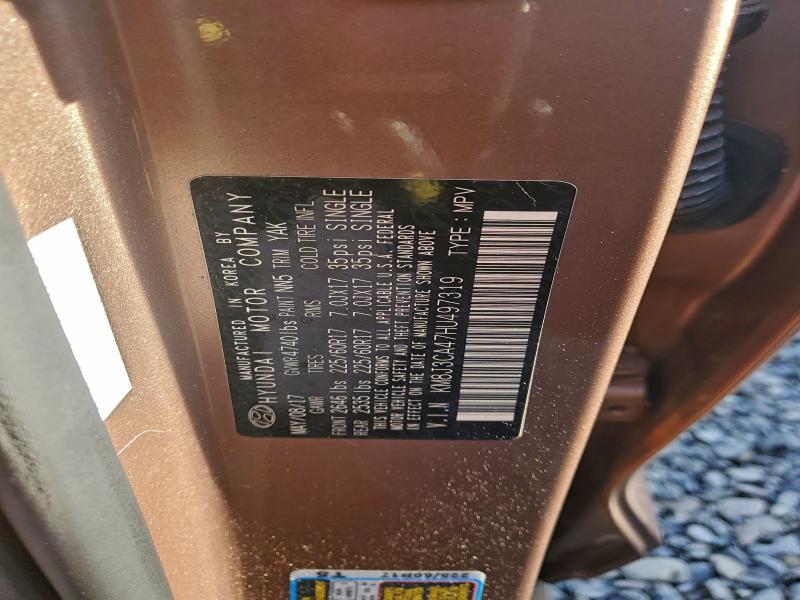 MANUFACTURED IN KOREA BY
HYUNDAI MOTOR COMPANY
MAY/08/17 GVWR 4740 lbs PAINT NN5 TRIM YAK
GAWR TIRES RIMS COLD TIRE INFL.
FRONT 2646 lbs 225/60R17 7.0JX17 35psi SINGLE
REAR 2535 lbs 225/60R17 7.0JX17 35psi SINGLE
THIS VEHICLE CONFORMS TO ALL APPLICABLE U.S.A. FEDERAL
MOTOR VEHICLE SAFETY AND THEFT PREVENTION STANDARDS
IN EFFECT ON THE DATE OF MANUFACTURE SHOWN ABOVE
V.I.N KM8J3CA47HU497319 TYPE: MPV
225/60R17